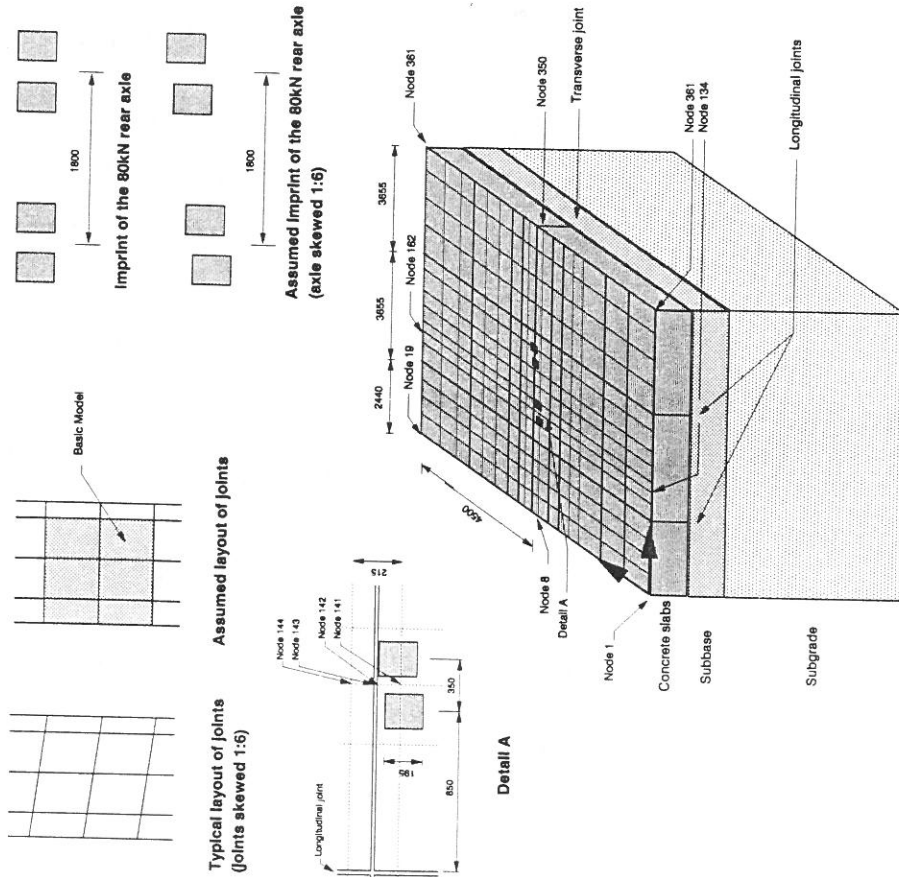 Typical layout of joints
(joints skewed 1:6)
Assumed layout of joints
Basic Model
1800
Imprint of the 80kN rear axle
1800
Assumed imprint of the 80kN rear axle
(axle skewed 1:6)
Longitudinal joint
Node 144
Node 143
Node 142
Node 141
215
195
350
850
Detail A
Node 19
Node 162
Node 361
2440
3655
3655
4500
Node 350
Transverse joint
Node 8
Detail A
Node 1
Node 361
Node 134
Longitudinal joints
Concrete slabs
Subbase
Subgrade